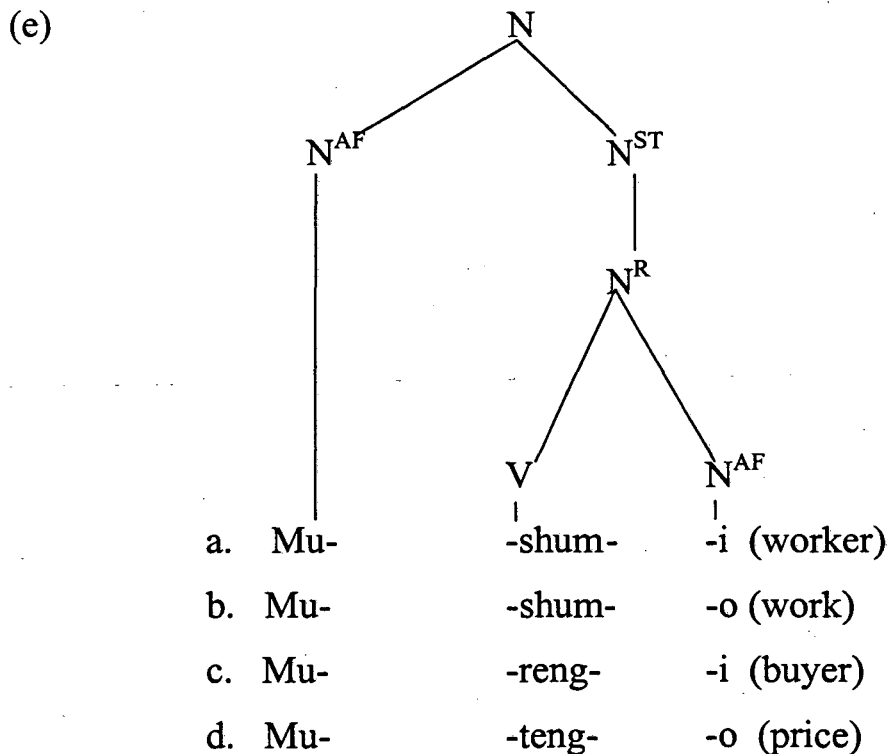 (e) N
N^AF N^ST
N^R
V N^AF
a. Mu- -shum- -i (worker)
b. Mu- -shum- -o (work)
c. Mu- -reng- -i (buyer)
d. Mu- -teng- -o (price)